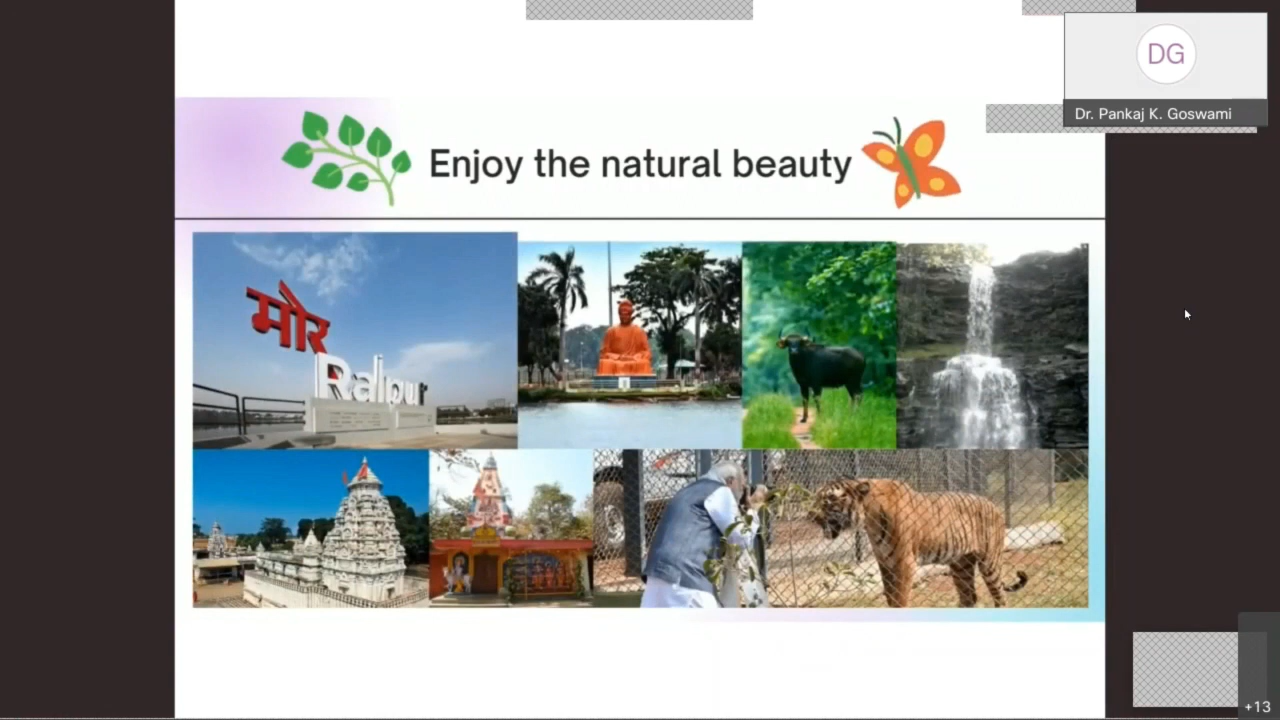 DG
Dr. Pankaj K. Goswami
Enjoy the natural beauty
मोर
Raipur
+13